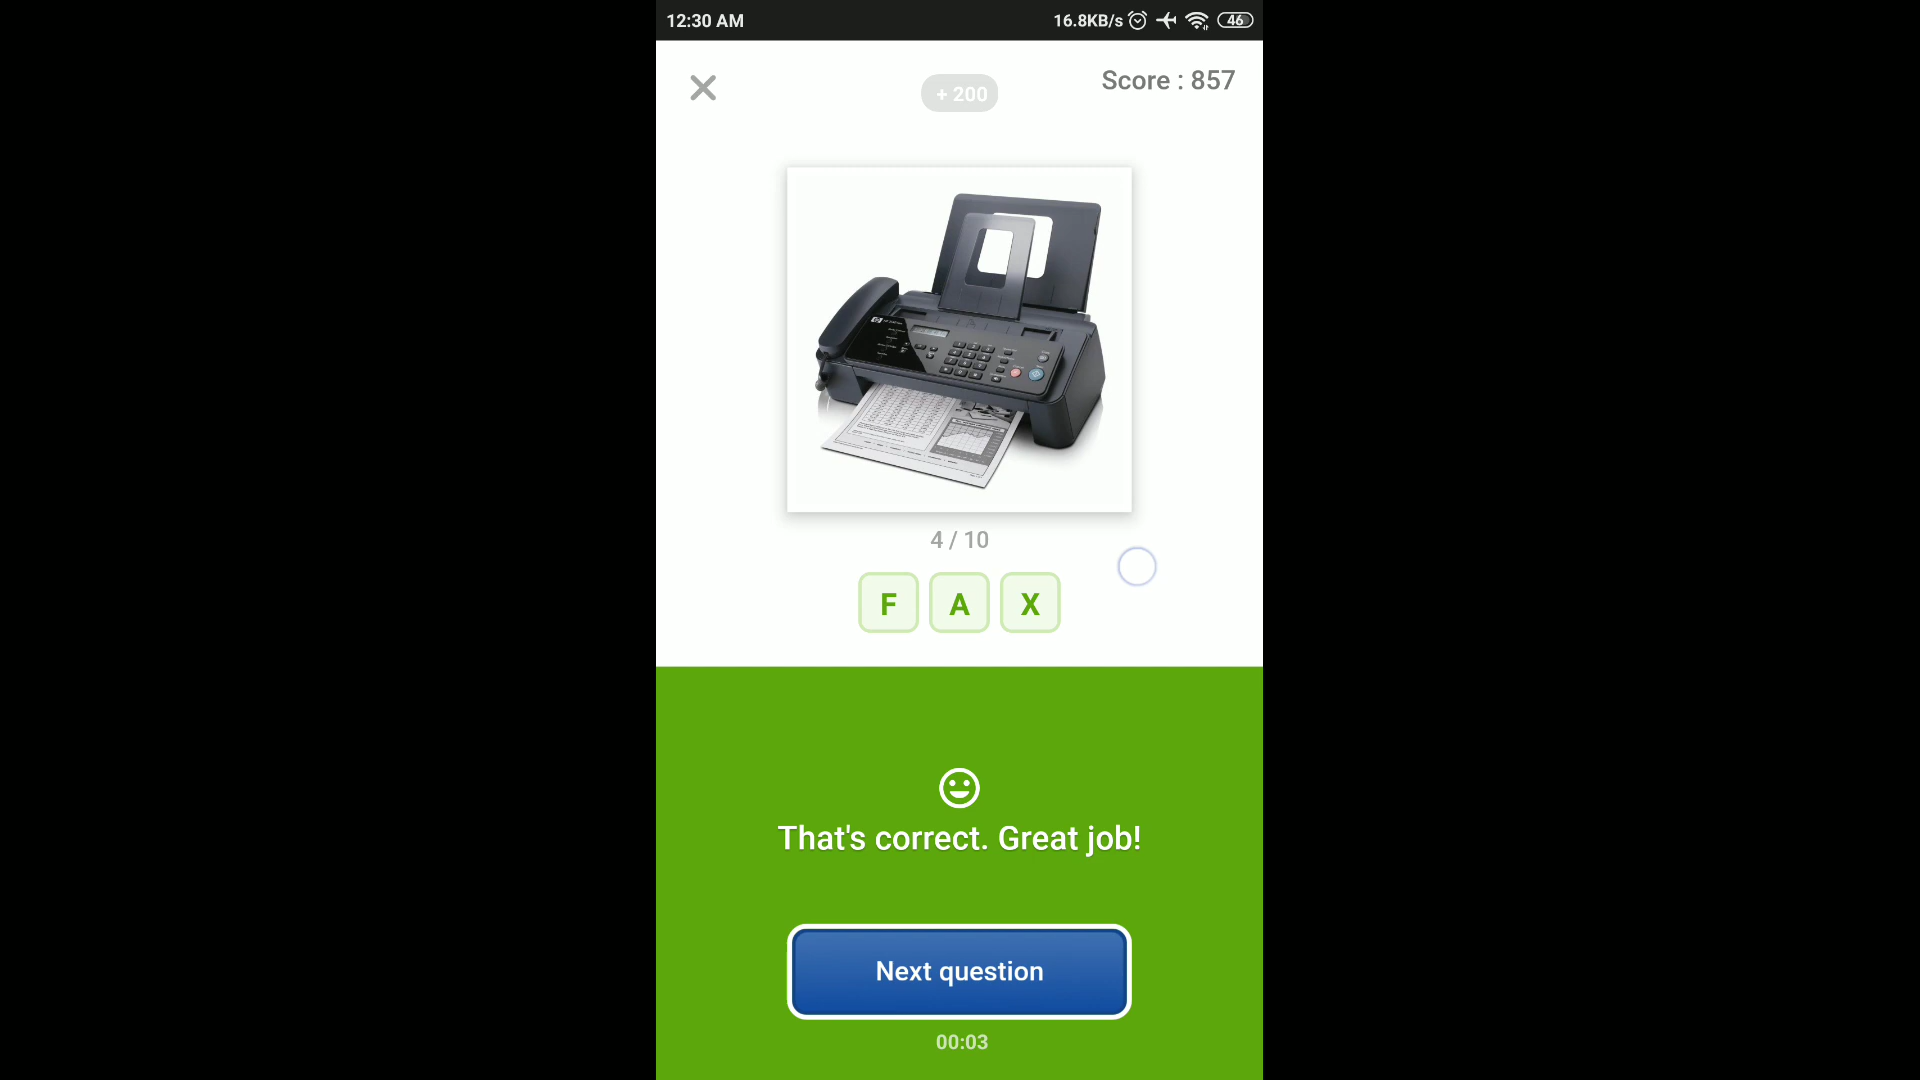 12:30 AM
16.8KB/s
46
+ 200
Score : 857
4 / 10
F A X
That's correct. Great job!
Next question
00:03